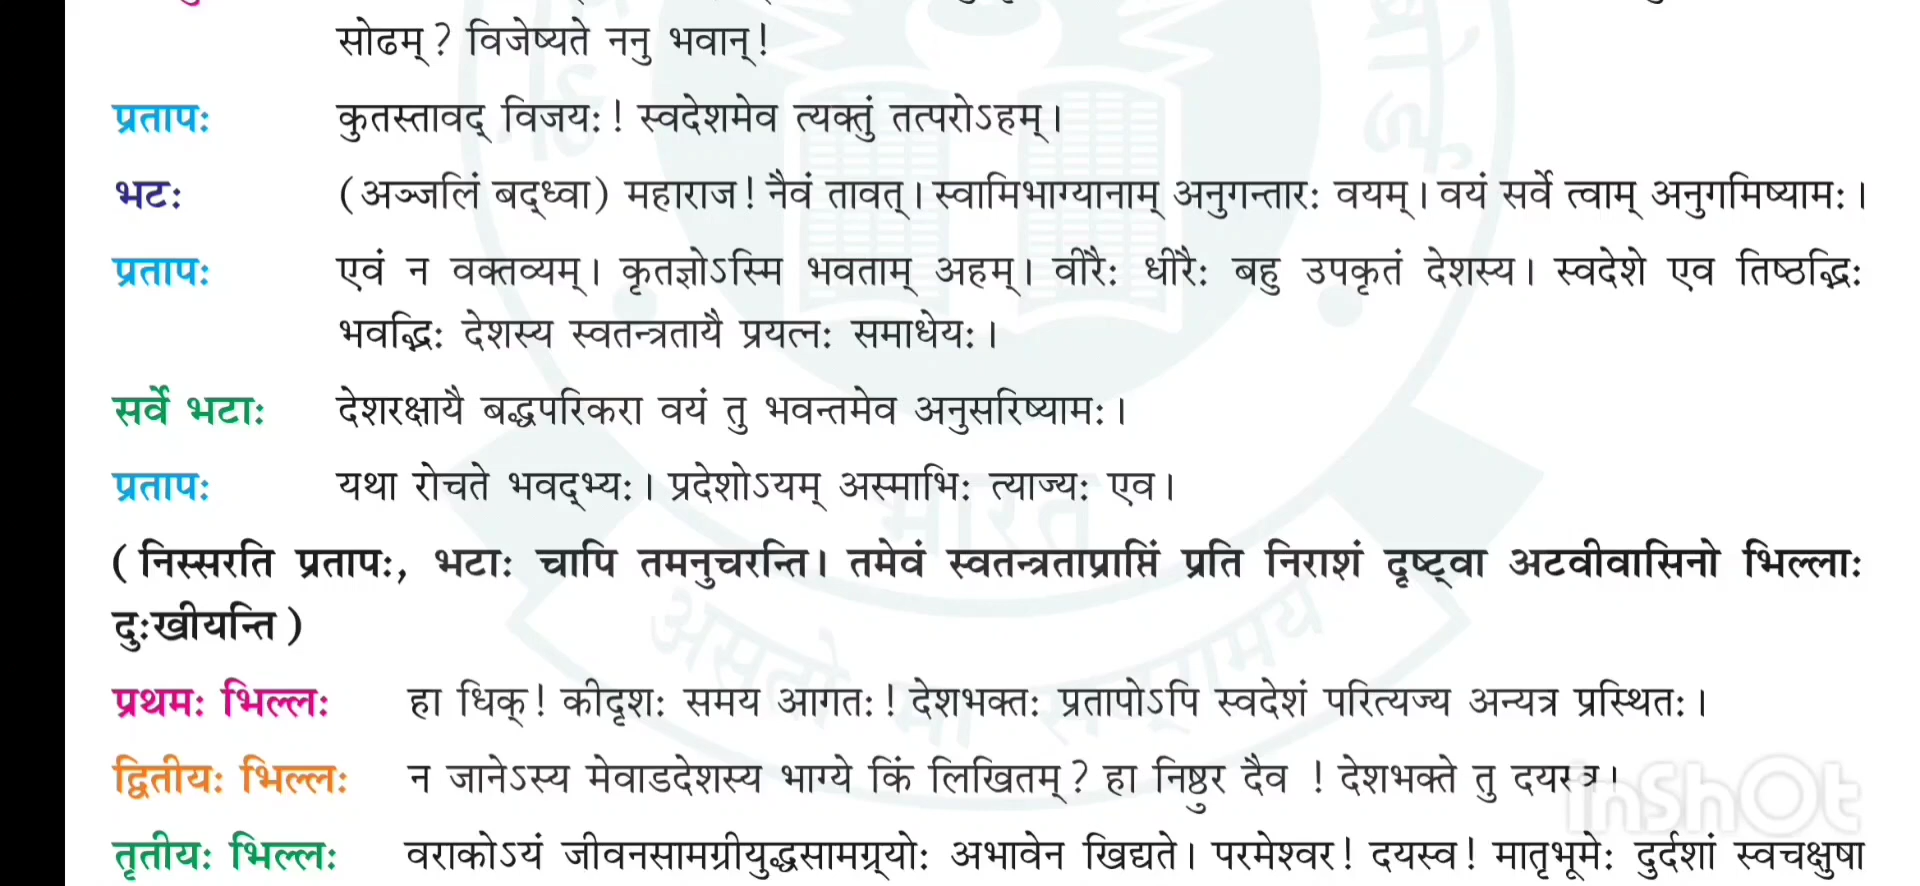 सोढम्? विजेष्यते ननु भवान्!
प्रतापः कुतस्तावद् विजयः! स्वदेशमेव त्यक्तुं तत्परोऽहम्।
भटः (अञ्जलिं बद्ध्वा) महाराज! नैवं तावत्। स्वामिभाग्यानाम् अनुगन्तारः वयम्। वयं सर्वे त्वाम् अनुगमिष्यामः।
प्रतापः एवं न वक्तव्यम्। कृतज्ञोऽस्मि भवताम् अहम्। वीरैः धीरैः बहु उपकृतं देशस्य। स्वदेशे एव तिष्ठद्भिः
भवद्भिः देशस्य स्वतन्त्रतायै प्रयत्नः समाधेयः।
सर्वे भटाः देशरक्षायै बद्धपरिकरा वयं तु भवन्तमेव अनुसरिष्यामः।
प्रतापः यथा रोचते भवद्भ्यः। प्रदेशोऽयम् अस्माभिः त्याज्यः एव।
(निस्सरति प्रतापः, भटाः चापि तमनुचरन्ति। तमेवं स्वतन्त्रताप्राप्तिं प्रति निराशं दृष्ट्वा अटवीवासिनो भिल्लाः
दुःखीयन्ति)
प्रथमः भिल्लः हा धिक्! कीदृशः समय आगतः! देशभक्तः प्रतापोऽपि स्वदेशं परित्यज्य अन्यत्र प्रस्थितः।
द्वितीयः भिल्लः न जानेऽस्य मेवाडदेशस्य भाग्ये किं लिखितम्? हा निष्ठुर दैव ! देशभक्ते तु दयस्व।
InShOt
तृतीयः भिल्लः वराकोऽयं जीवनसामग्रीयुद्धसामग्र्योः अभावेन खिद्यते। परमेश्वर! दयस्व! मातृभूमेः दुर्दशां स्वचक्षुषा